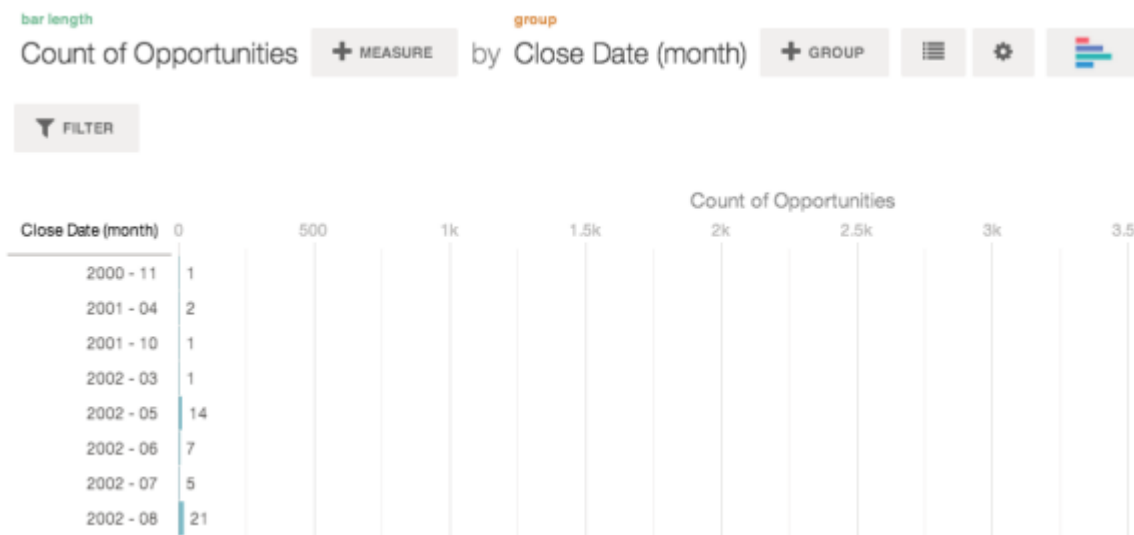 bar length group
Count of Opportunities + MEASURE by Close Date (month) + GROUP
FILTER
Count of Opportunities
Close Date (month) 0 500 1k 1.5k 2k 2.5k 3k 3.5
2000 - 11 1
2001 - 04 2
2001 - 10 1
2002 - 03 1
2002 - 05 14
2002 - 06 7
2002 - 07 5
2002 - 08 21